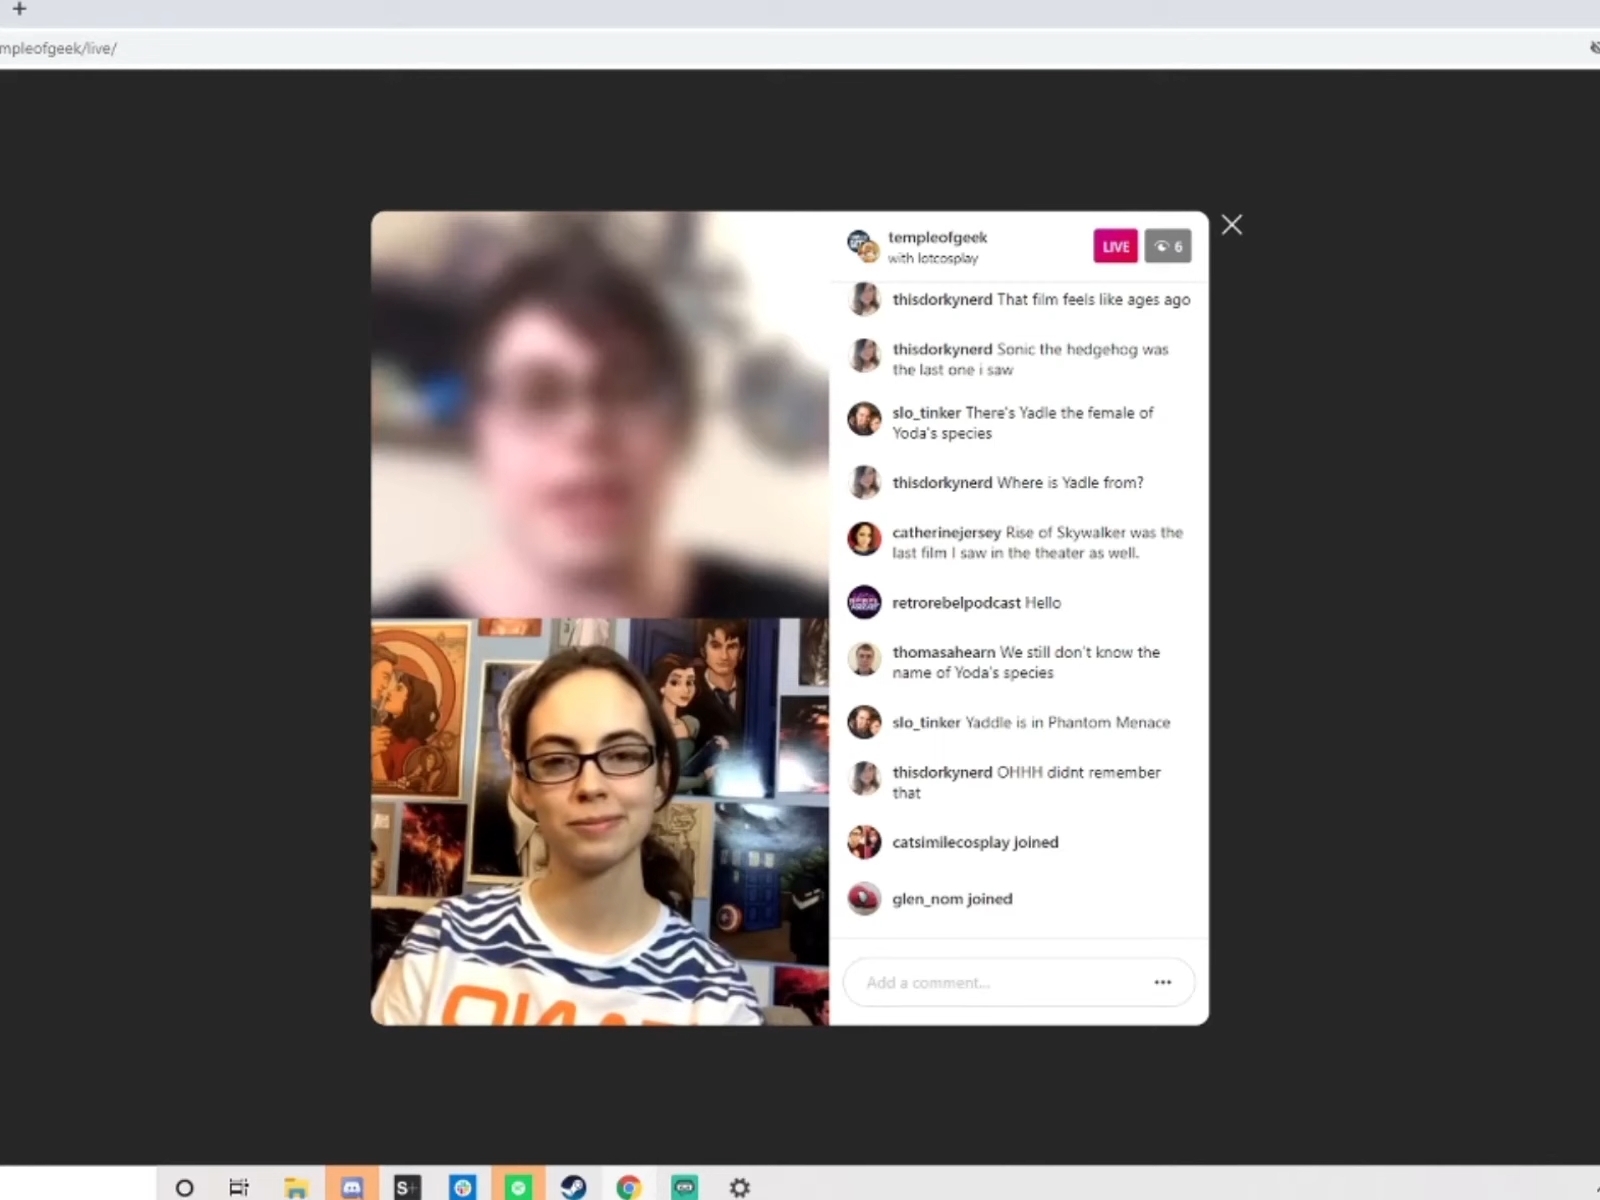 mpleofgeek/live/
templeofgeek
with lotcosplay
LIVE
6
thisdorkynerd That film feels like ages ago
thisdorkynerd Sonic the hedgehog was
the last one i saw
slo_tinker There's Yadle the female of
Yoda's species
thisdorkynerd Where is Yadle from?
catherinejersey Rise of Skywalker was the
last film I saw in the theater as well.
retrorebelpodcast Hello
thomasahearn We still don't know the
name of Yoda's species
slo_tinker Yaddle is in Phantom Menace
thisdorkynerd OHHH didnt remember
that
catsimilecosplay joined
glen_nom joined
Add a comment...
S+